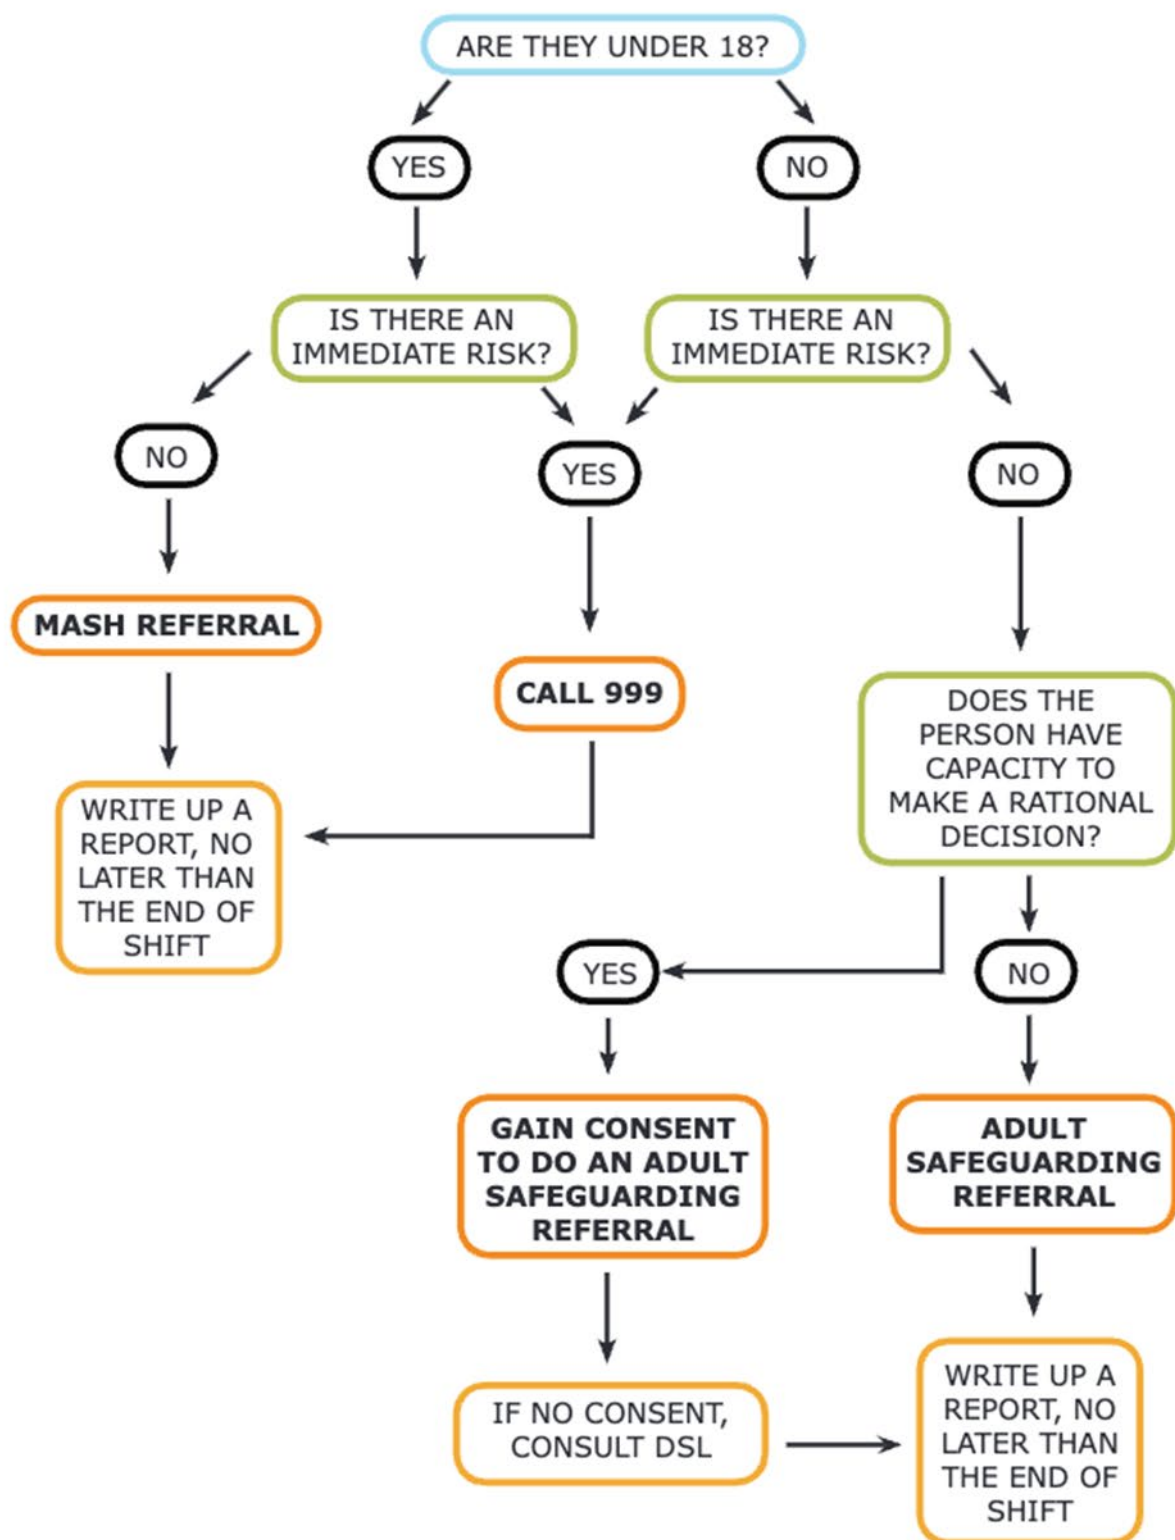 ARE THEY UNDER 18?
YES
NO
IS THERE AN
IMMEDIATE RISK?
IS THERE AN
IMMEDIATE RISK?
NO
YES
NO
MASH REFERRAL
CALL 999
DOES THE
PERSON HAVE
CAPACITY TO
MAKE A RATIONAL
DECISION?
WRITE UP A
REPORT, NO
LATER THAN
THE END OF
SHIFT
YES
NO
GAIN CONSENT
TO DO AN ADULT
SAFEGUARDING
REFERRAL
ADULT
SAFEGUARDING
REFERRAL
IF NO CONSENT,
CONSULT DSL
WRITE UP A
REPORT, NO
LATER THAN
THE END OF
SHIFT